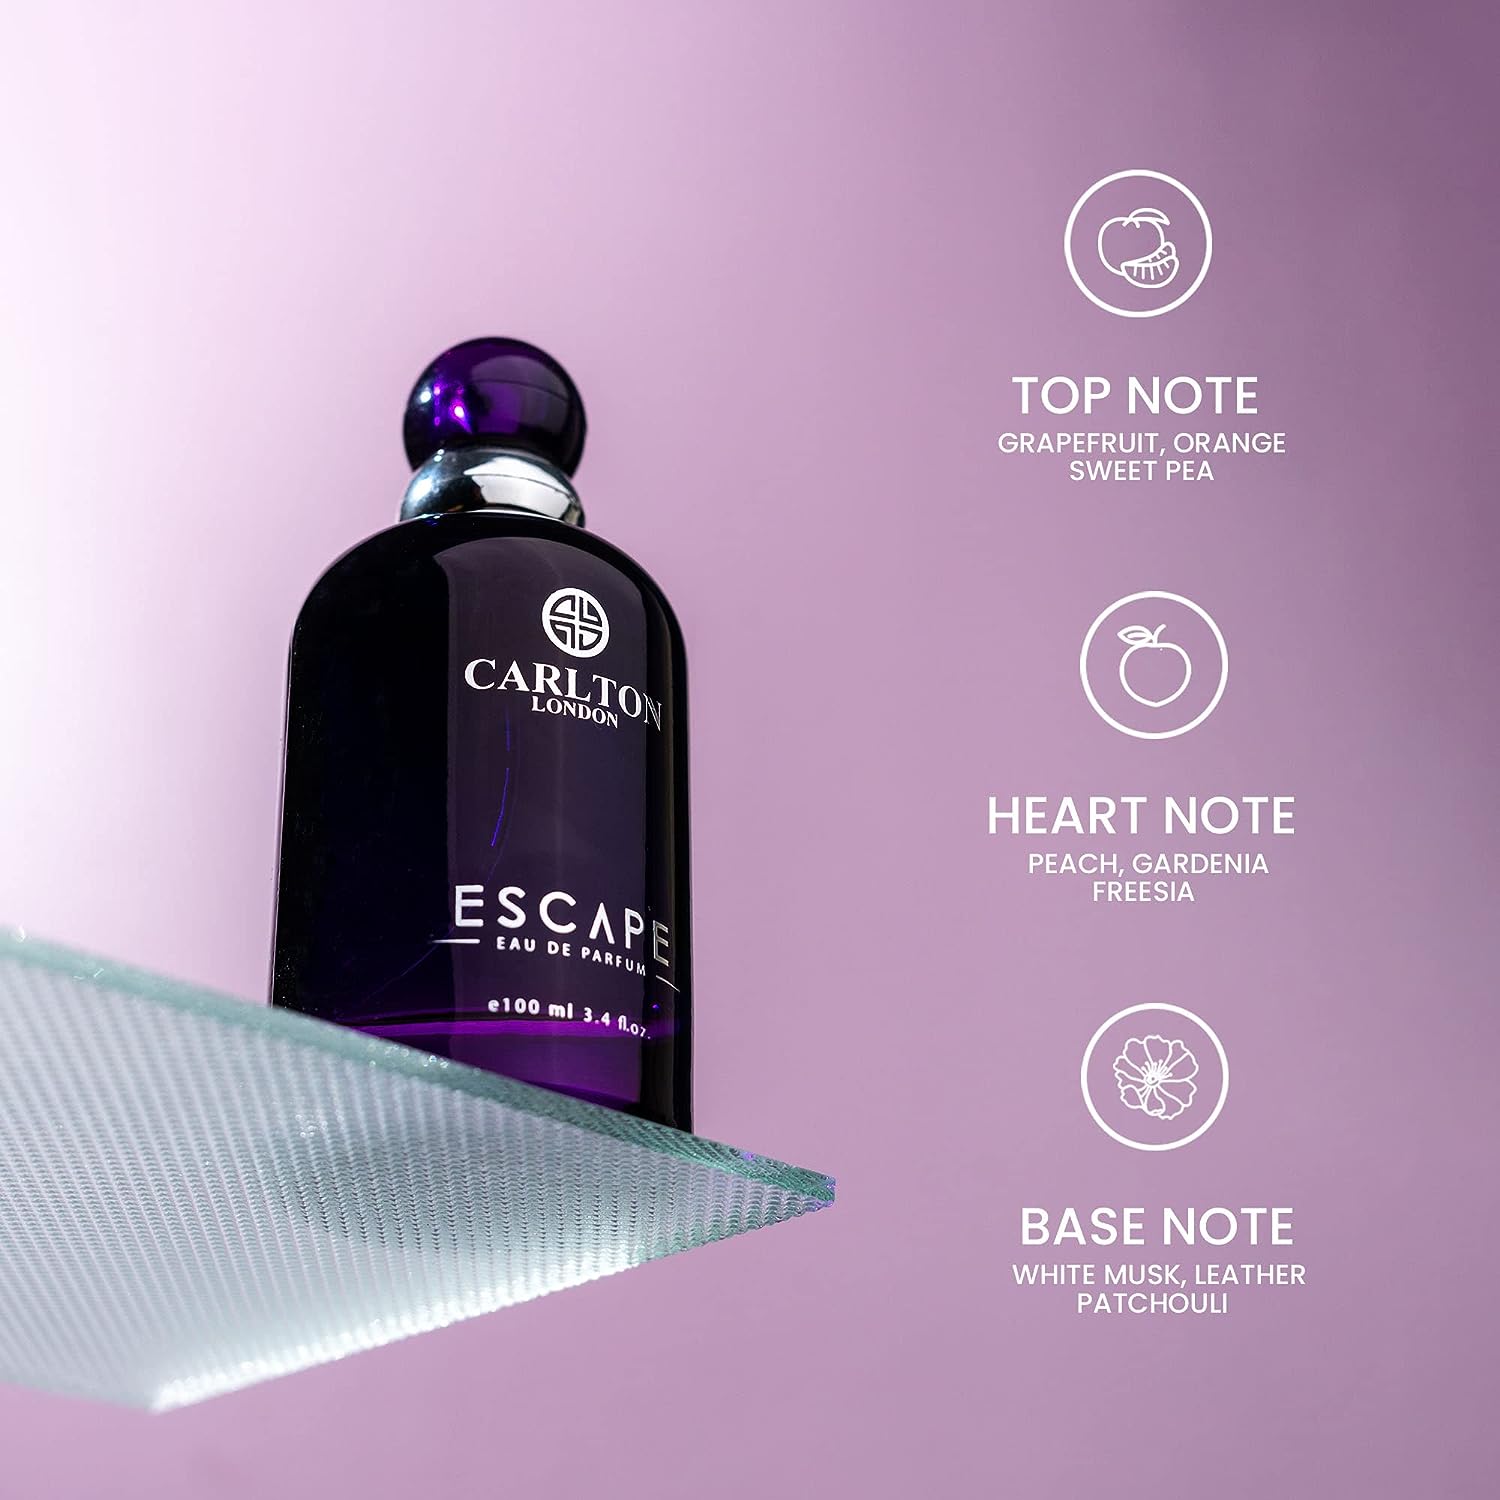 CARLTON
LONDON
ESCAPE
EAU DE PARFUM
e100 ml 3.4 fl.oz.
TOP NOTE
GRAPEFRUIT, ORANGE
SWEET PEA
HEART NOTE
PEACH, GARDENIA
FREESIA
BASE NOTE
WHITE MUSK, LEATHER
PATCHOULI